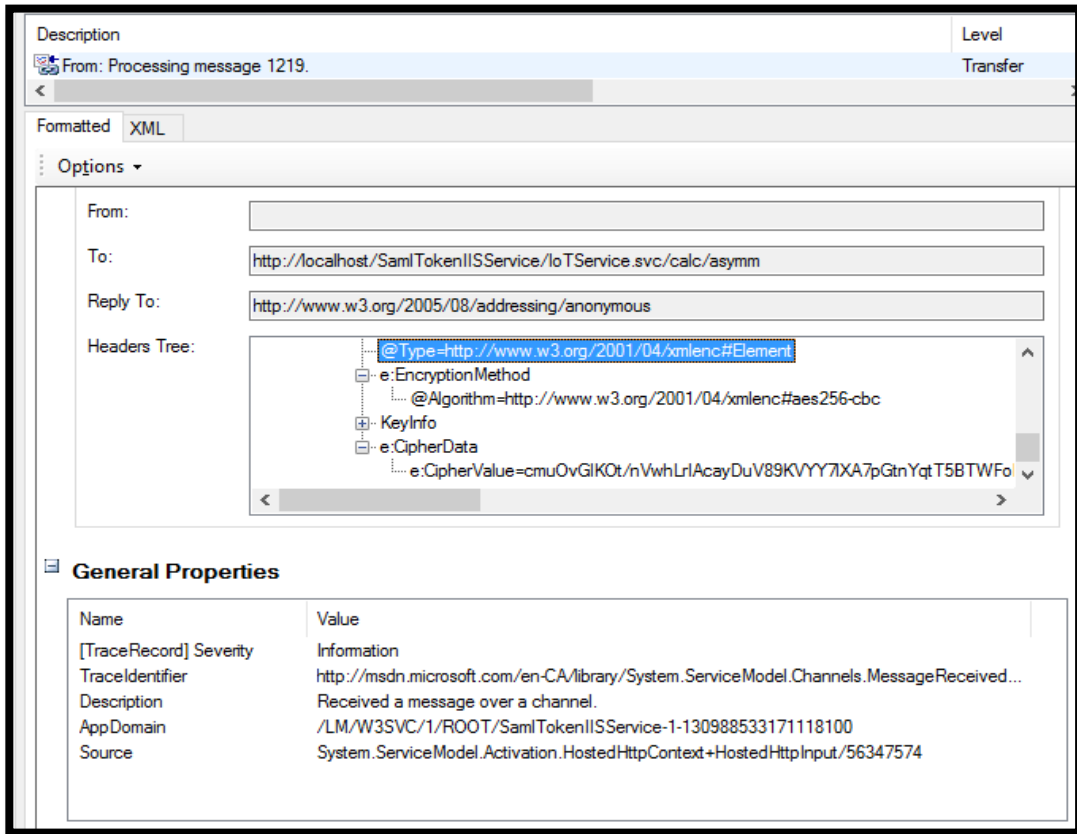 Description Level
From: Processing message 1219. Transfer
Formatted XML
Options
From:
To: http://localhost/SamlTokenIISService/IoTService.svc/calc/asymm
Reply To: http://www.w3.org/2005/08/addressing/anonymous
Headers Tree: @Type=http://www.w3.org/2001/04/xmlenc#Element
e:EncryptionMethod
@Algorithm=http://www.w3.org/2001/04/xmlenc#aes256-cbc
KeyInfo
e:CipherData
e:CipherValue=
General Properties
Name Value
[TraceRecord] Severity Information
TraceIdentifier http://msdn.microsoft.com/en-CA/library/System.ServiceModel.Channels.MessageReceived...
Description Received a message over a channel.
AppDomain /LM/W3SVC/1/ROOT/SamlTokenIISService-1-130988533171118100
Source System.ServiceModel.Activation.HostedHttpContext+HostedHttpInput/56347574